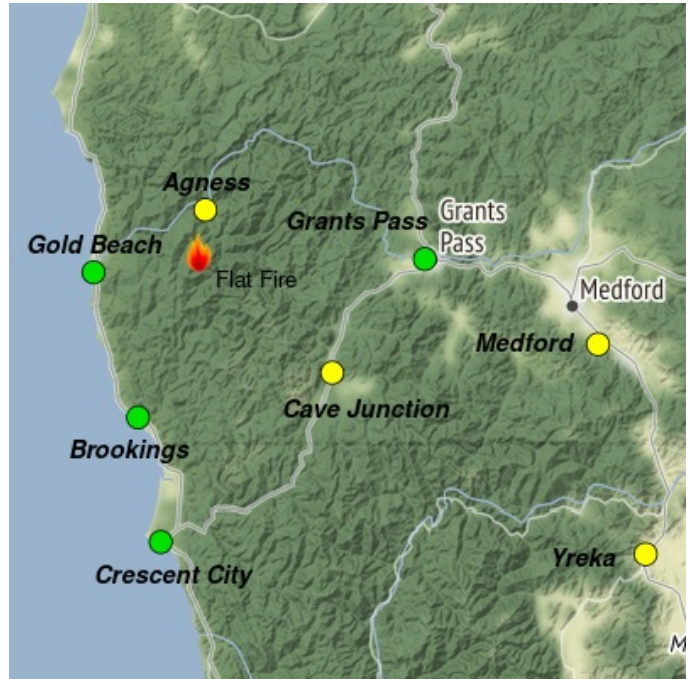 Agness
Grants Pass
Grants
Pass
Gold Beach
Flat Fire
Medford
Medford
Cave Junction
Brookings
Yreka
Crescent City
M